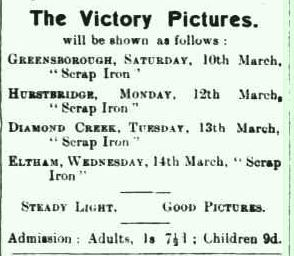 The Victory Pictures.
will be shown as follows :
GREENSBOROUGH, SATURDAY, 10th March,
"Scrap Iron"
HURSTBRIDGE, MONDAY, 12th March,
"Scrap Iron"
DIAMOND CREEK, TUESDAY, 13th March,
"Scrap Iron"
ELTHAM, WEDNESDAY, 14th March, "Scrap
Iron"
STEADY LIGHT. GOOD PICTURES.
Admission : Adults, 1s 7½d ; Children 9d.